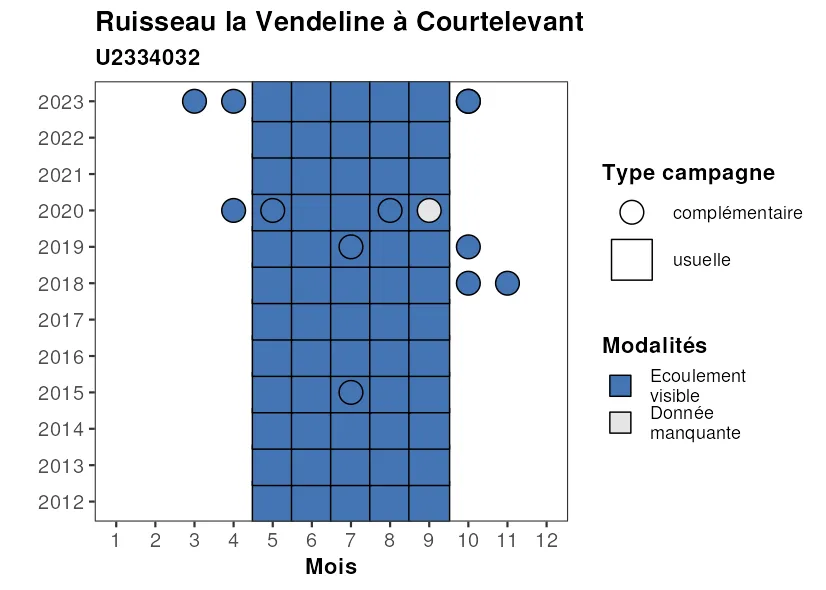 Ruisseau la Vendeline à Courtelevant
U2334032
2023
2022
2021
2020
2019
2018
2017
2016
2015
2014
2013
2012
1 2 3 4 5 6 7 8 9 10 11 12
Mois
Type campagne
complémentaire
usuelle
Modalités
Ecoulement
visible
Donnée
manquante